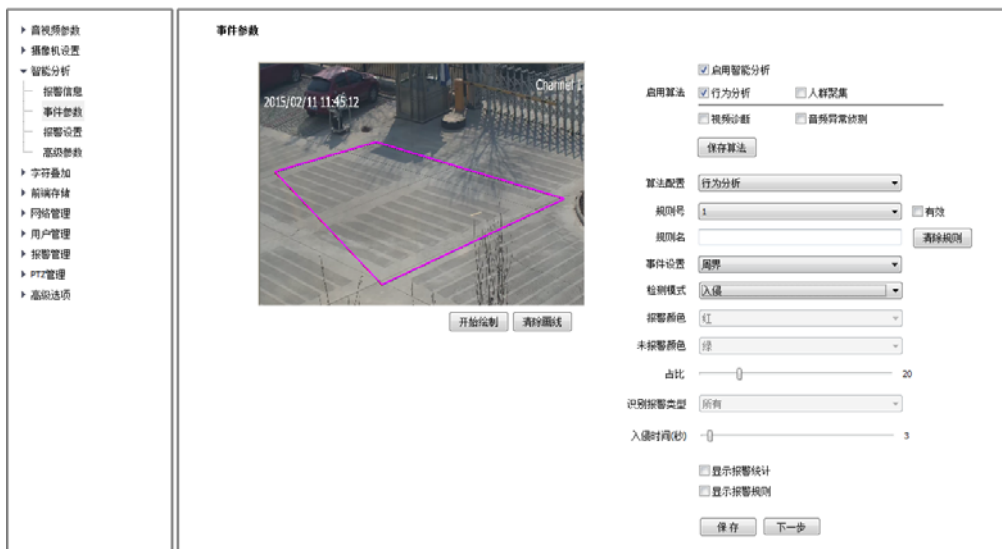 音视频参数
摄像机设置
智能分析
报警信息
事件参数
报警设置
高级参数
字符叠加
前端存储
网络管理
用户管理
报警管理
PTZ管理
高级选项
事件参数
Channel 1
2015/02/11 11:45:12
开始绘制 清除画线
启用智能分析
启用算法 行为分析 人群聚集
视频诊断 音频异常侦测
保存算法
算法配置 行为分析
规则号 1 有效
规则名 清除规则
事件设置 周界
检测模式 入侵
报警颜色 红
未报警颜色 绿
占比 20
识别报警类型 所有
入侵时间(秒) 3
显示报警统计
显示报警规则
保存 下一步